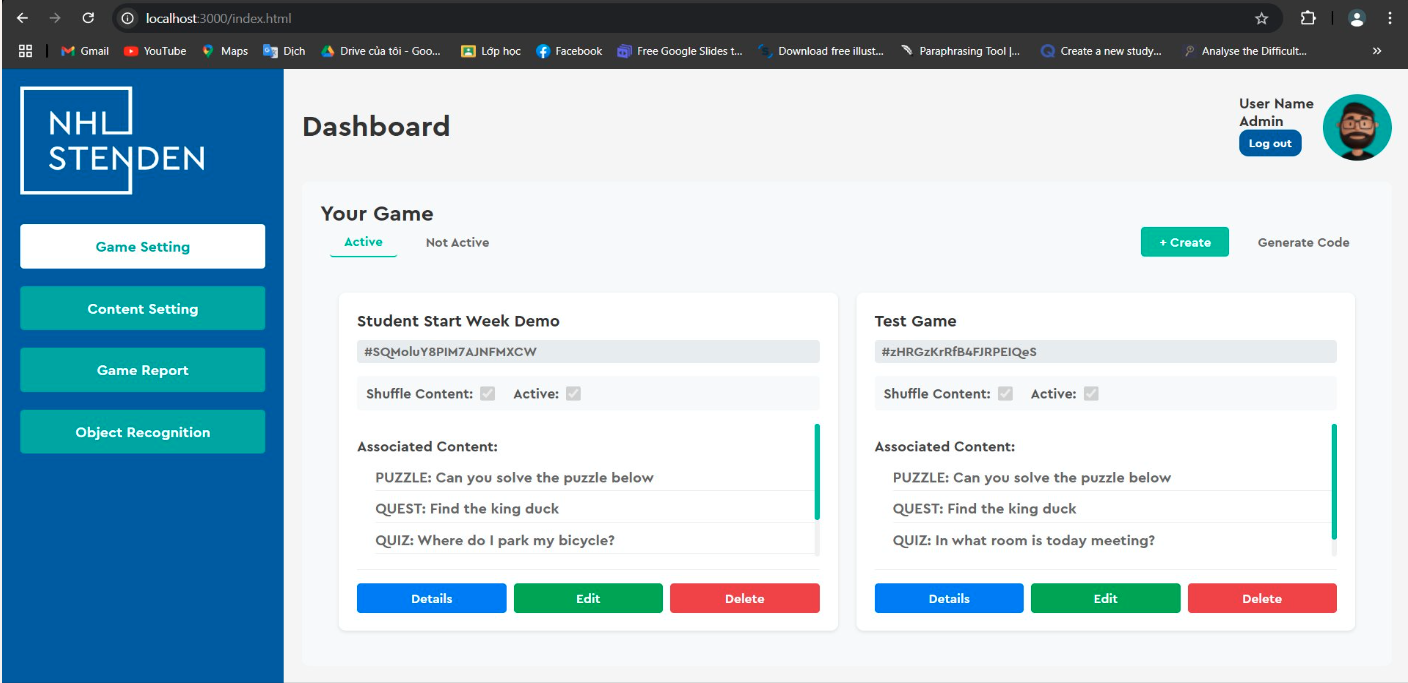 localhost:3000/index.html
Gmail YouTube Maps Dịch Drive của tôi - Goo... Lớp học Facebook Free Google Slides t... Download free illust... Paraphrasing Tool |... Create a new study... Analyse the Difficult... »
NHL
STENDEN
Game Setting
Content Setting
Game Report
Object Recognition
Dashboard
User Name
Admin
Log out
Your Game
Active Not Active + Create Generate Code
Student Start Week Demo
#SQMoluY8PIM7AJNFMXCW
Shuffle Content: Active:
Associated Content:
PUZZLE: Can you solve the puzzle below
QUEST: Find the king duck
QUIZ: Where do I park my bicycle?
Details Edit Delete
Test Game
#zHRGzKrRfB4FJRPEIQeS
Shuffle Content: Active:
Associated Content:
PUZZLE: Can you solve the puzzle below
QUEST: Find the king duck
QUIZ: In what room is today meeting?
Details Edit Delete